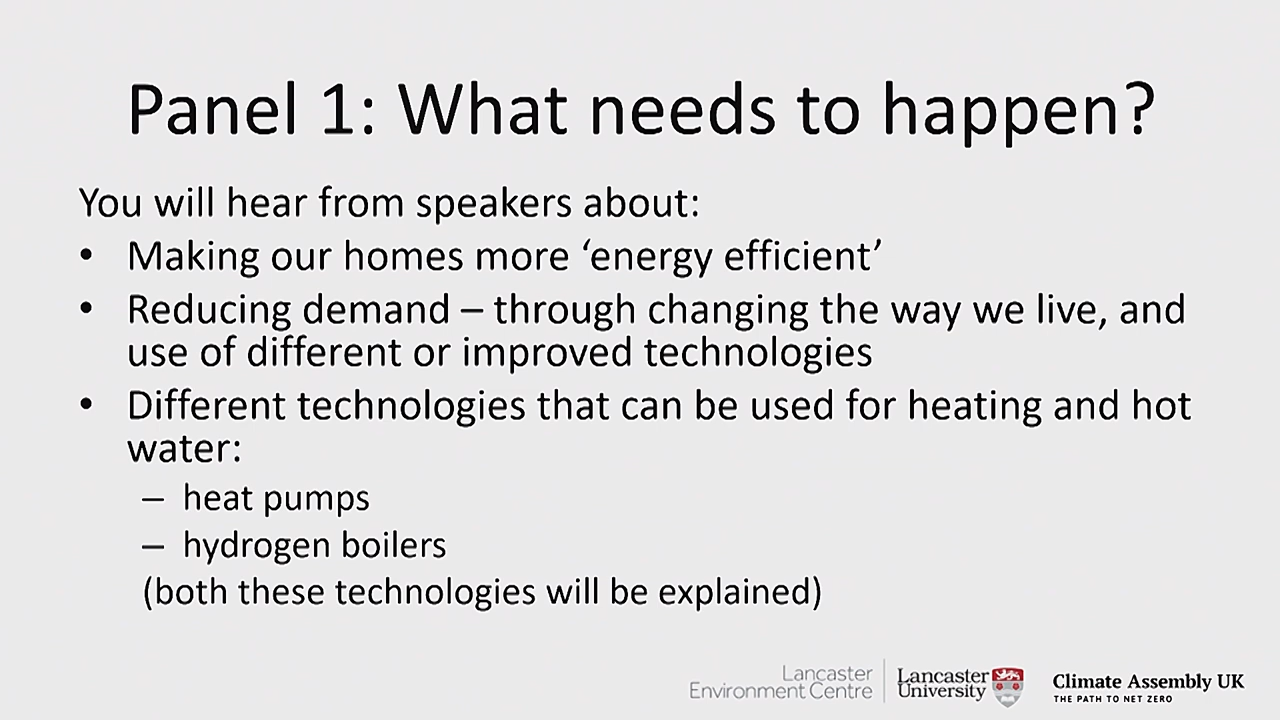 Panel 1: What needs to happen?
You will hear from speakers about:
• Making our homes more ‘energy efficient’
• Reducing demand – through changing the way we live, and
use of different or improved technologies
• Different technologies that can be used for heating and hot
water:
– heat pumps
– hydrogen boilers
(both these technologies will be explained)
Lancaster
Environment Centre
Lancaster
University
Climate Assembly UK
THE PATH TO NET ZERO